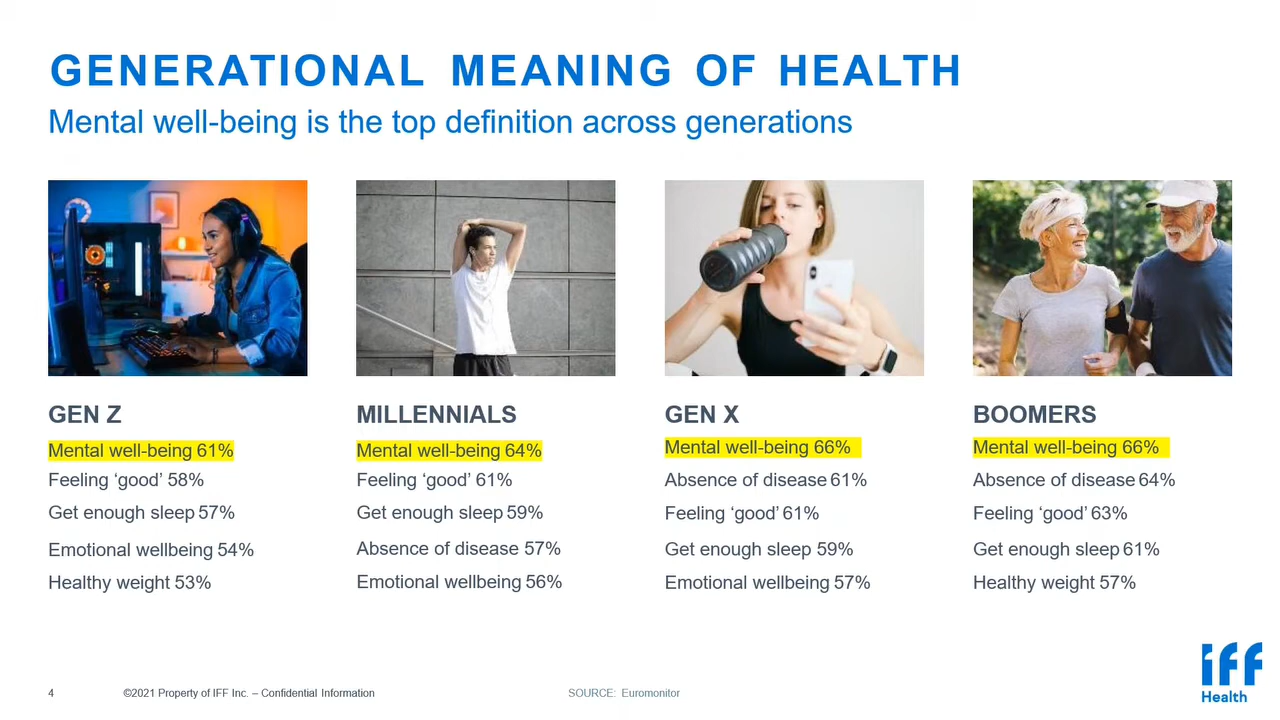 GENERATIONAL MEANING OF HEALTH
Mental well-being is the top definition across generations
GEN Z
Mental well-being 61%
Feeling ‘good’ 58%
Get enough sleep 57%
Emotional wellbeing 54%
Healthy weight 53%
MILLENNIALS
Mental well-being 64%
Feeling ‘good’ 61%
Get enough sleep 59%
Absence of disease 57%
Emotional wellbeing 56%
GEN X
Mental well-being 66%
Absence of disease 61%
Feeling ‘good’ 61%
Get enough sleep 59%
Emotional wellbeing 57%
BOOMERS
Mental well-being 66%
Absence of disease 64%
Feeling ‘good’ 63%
Get enough sleep 61%
Healthy weight 57%
4
©2021 Property of IFF Inc. – Confidential Information
SOURCE: Euromonitor
iff
Health